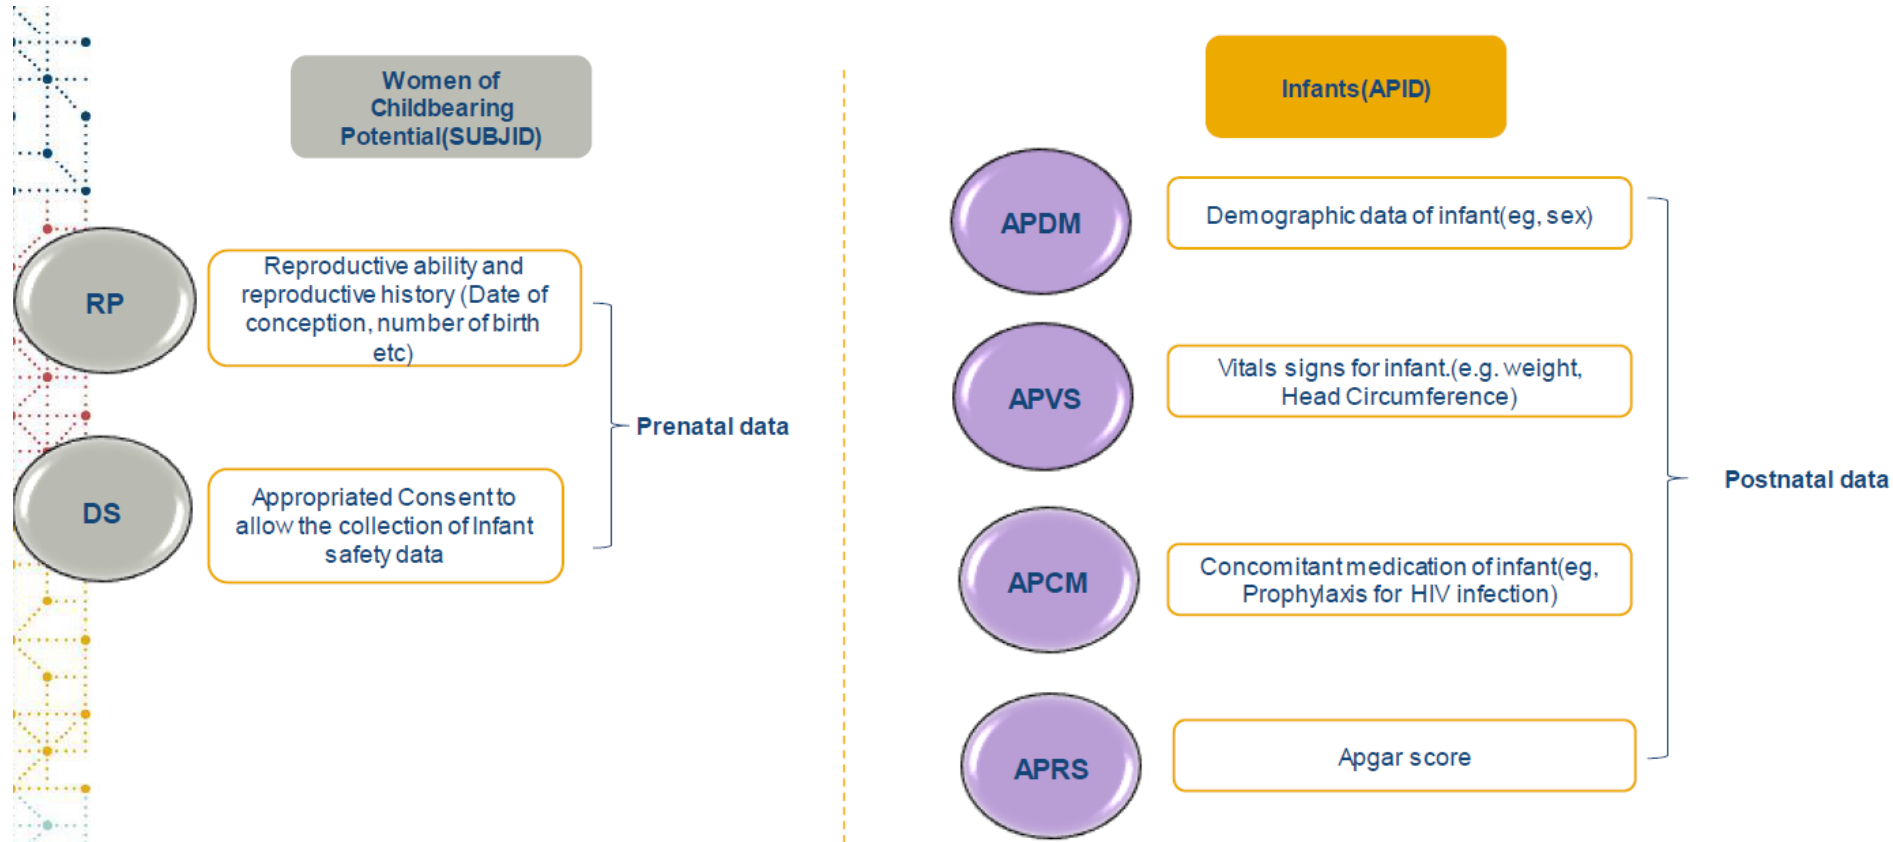 Women of
Childbearing
Potential(SUBJID)
RP
Reproductive ability and
reproductive history (Date of
conception, number of birth
etc)
DS
Appropriated Consent to
allow the collection of Infant
safety data
Prenatal data
Infants(APID)
APDM
Demographic data of infant(eg, sex)
APVS
Vitals signs for infant.(e.g. weight,
Head Circumference)
APCM
Concomitant medication of infant(eg,
Prophylaxis for HIV infection)
APRS
Apgar score
Postnatal data